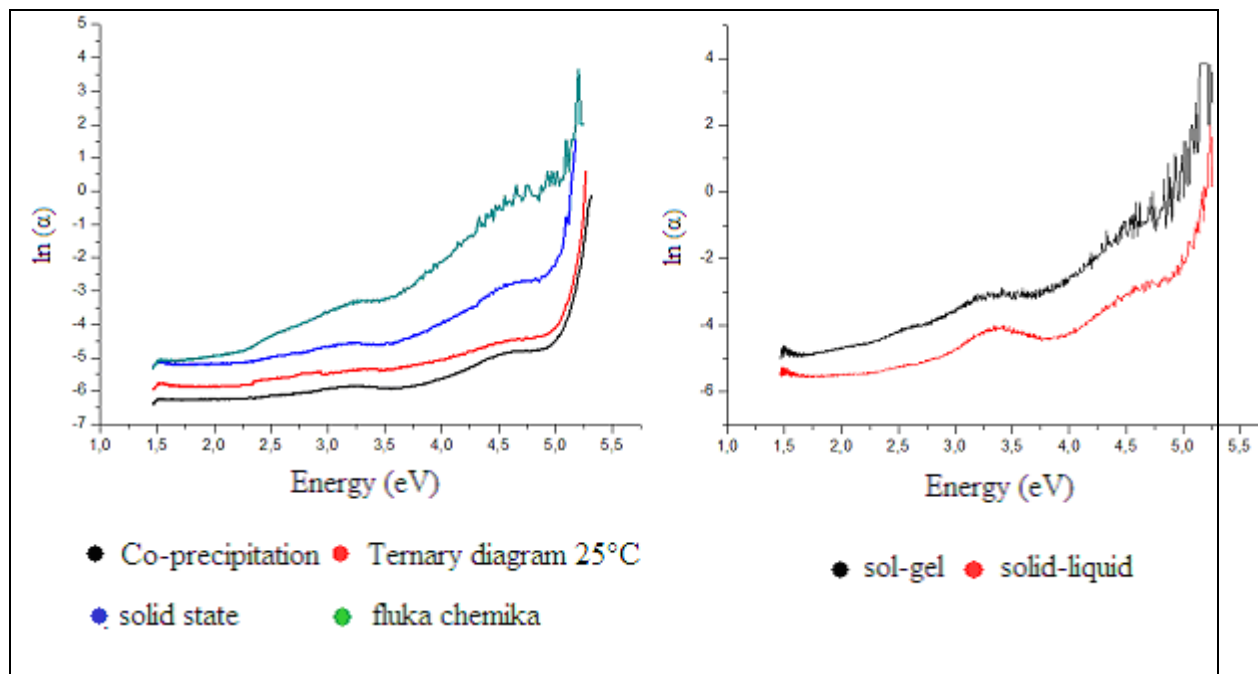 5
4
3
2
1
0
-1
-2
-3
-4
-5
-6
-7
ln (α)
1,0 1,5 2,0 2,5 3,0 3,5 4,0 4,5 5,0 5,5
Energy (eV)
Co-precipitation Ternary diagram 25°C
solid state fluka chemika
4
2
0
-2
-4
-6
ln (α)
1,0 1,5 2,0 2,5 3,0 3,5 4,0 4,5 5,0 5,5
Energy (eV)
sol-gel solid-liquid